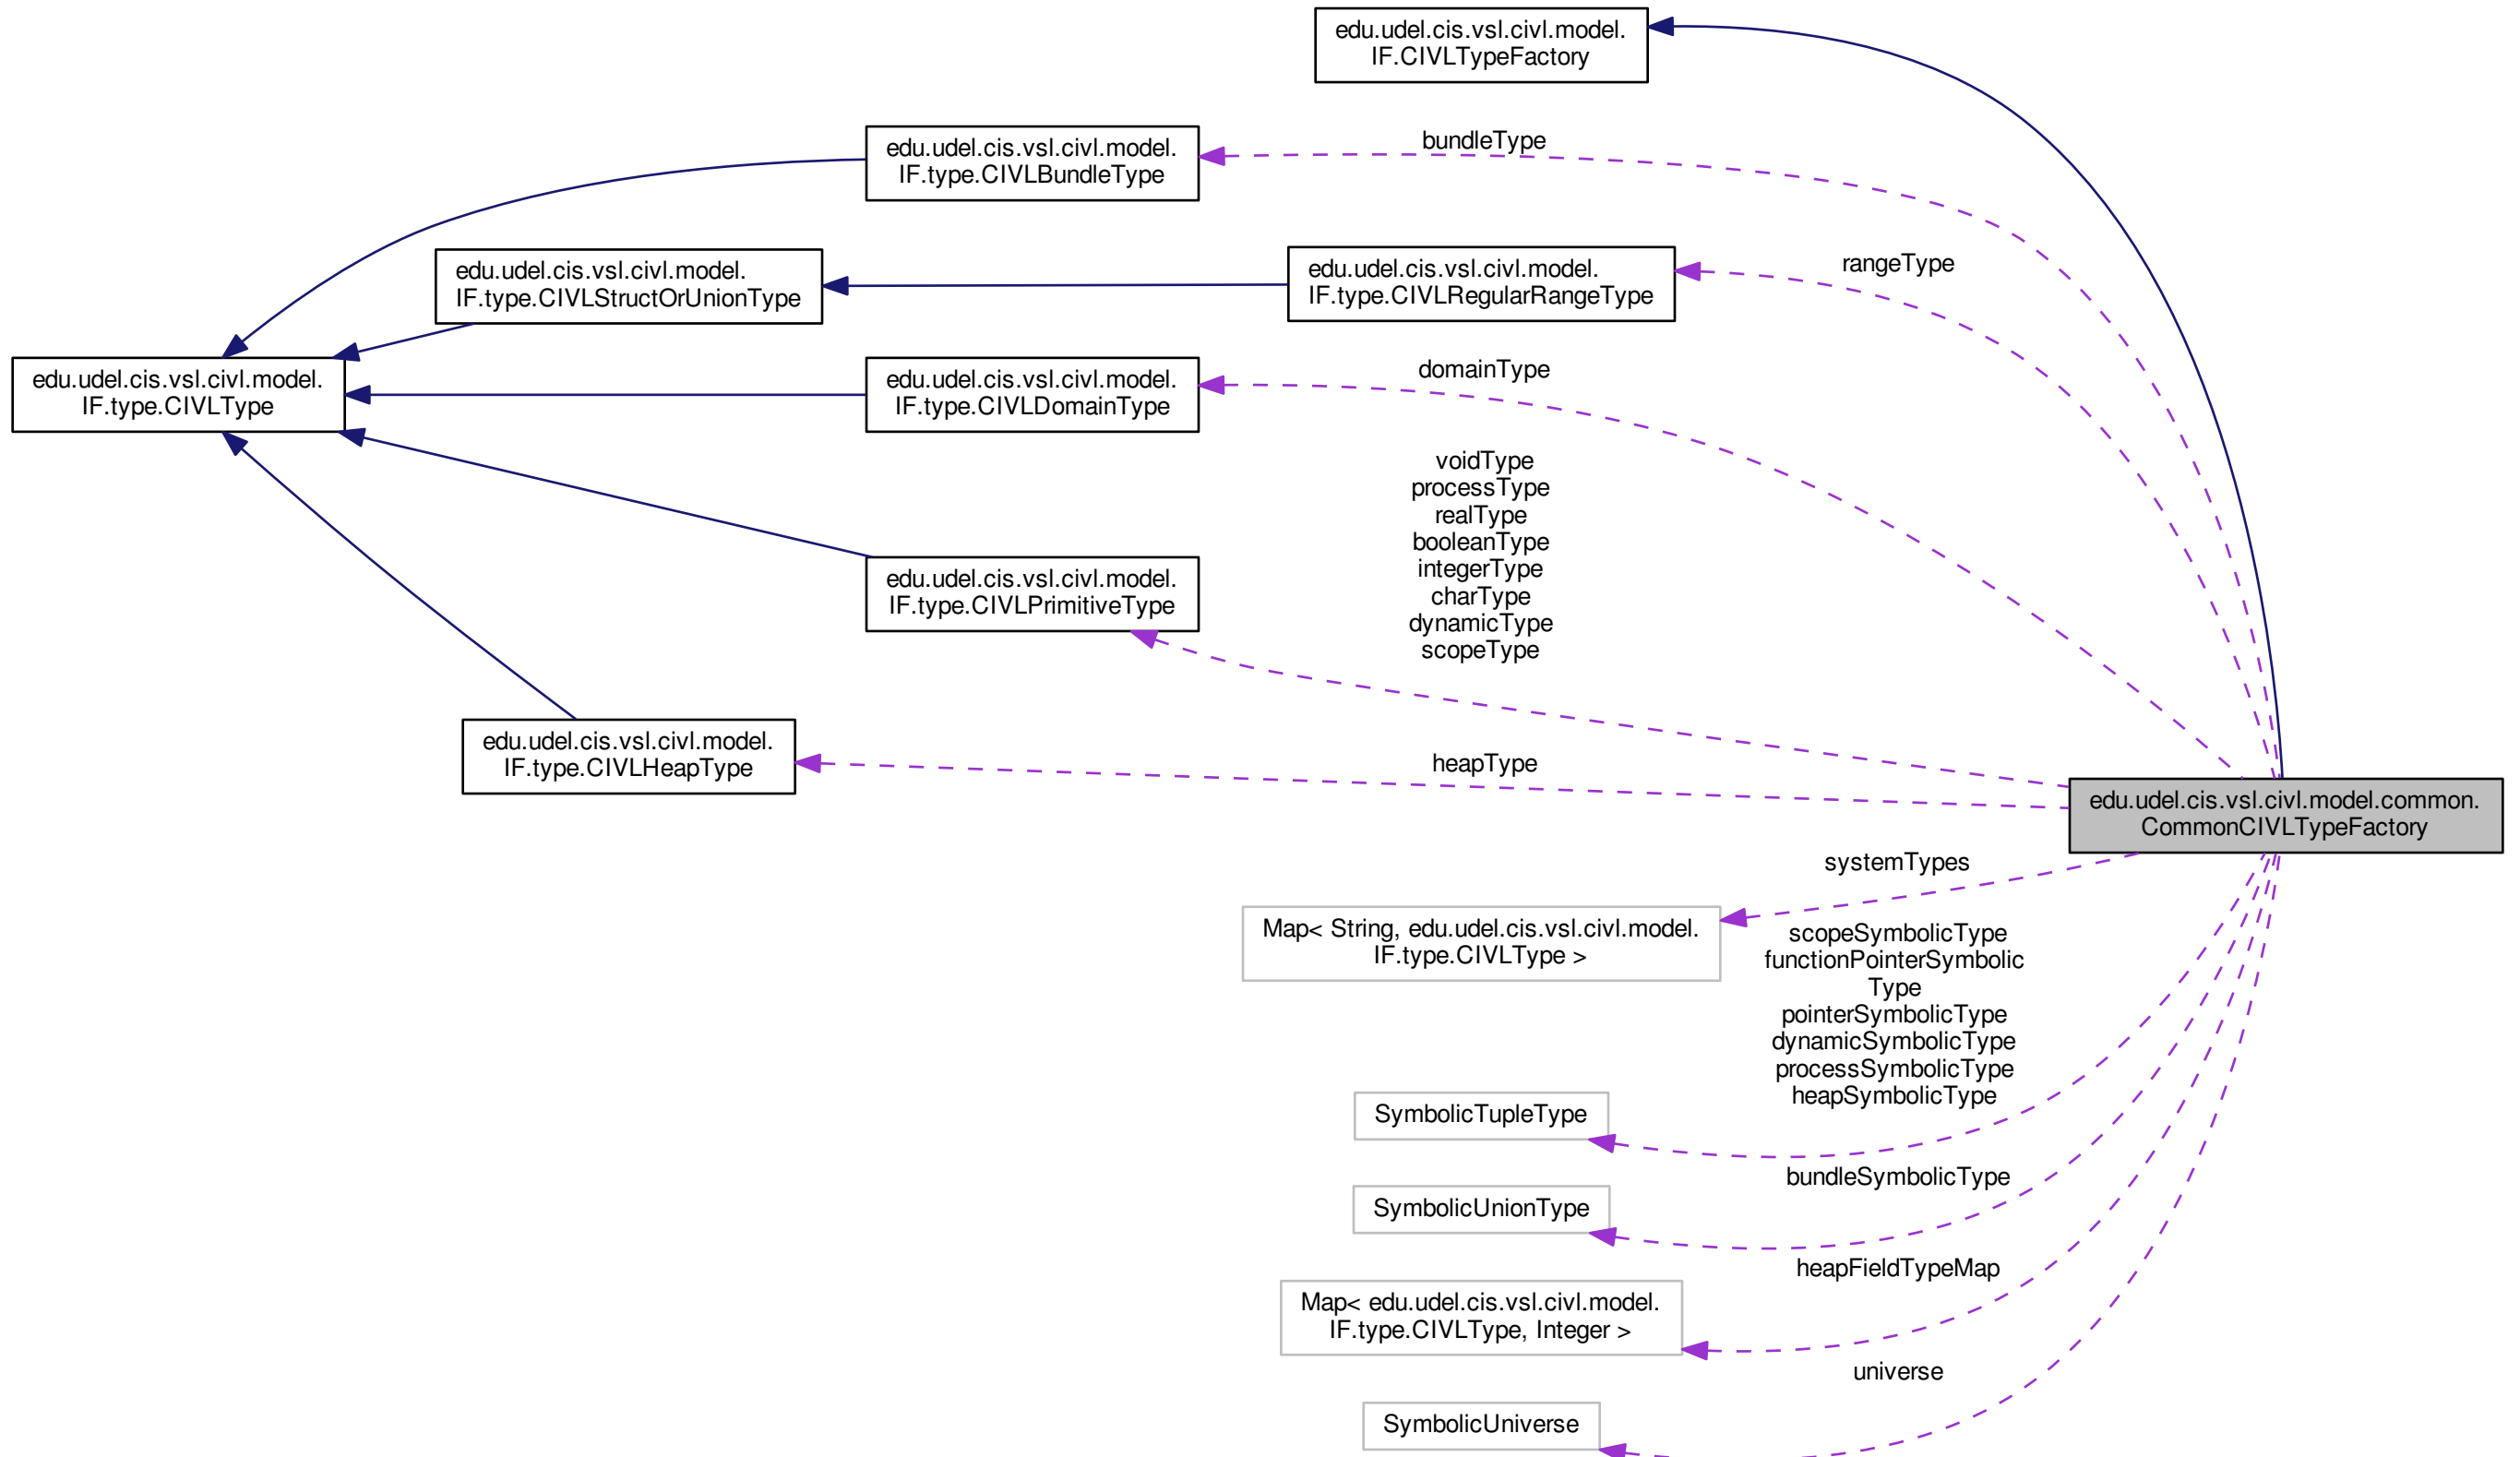 edu.udel.cis.vsl.civl.model.
IF.CIVLTypeFactory
edu.udel.cis.vsl.civl.model.
IF.type.CIVLBundleType
bundleType
edu.udel.cis.vsl.civl.model.
IF.type.CIVLStructOrUnionType
edu.udel.cis.vsl.civl.model.
IF.type.CIVLRegularRangeType
rangeType
edu.udel.cis.vsl.civl.model.
IF.type.CIVLType
edu.udel.cis.vsl.civl.model.
IF.type.CIVLDomainType
domainType
voidType
processType
realType
booleanType
integerType
charType
dynamicType
scopeType
edu.udel.cis.vsl.civl.model.
IF.type.CIVLPrimitiveType
edu.udel.cis.vsl.civl.model.
IF.type.CIVLHeapType
heapType
edu.udel.cis.vsl.civl.model.common.
CommonCIVLTypeFactory
systemTypes
Map< String, edu.udel.cis.vsl.civl.model.
IF.type.CIVLType >
scopeSymbolicType
functionPointerSymbolic
Type
pointerSymbolicType
dynamicSymbolicType
processSymbolicType
heapSymbolicType
SymbolicTupleType
bundleSymbolicType
SymbolicUnionType
heapFieldTypeMap
Map< edu.udel.cis.vsl.civl.model.
IF.type.CIVLType, Integer >
universe
SymbolicUniverse